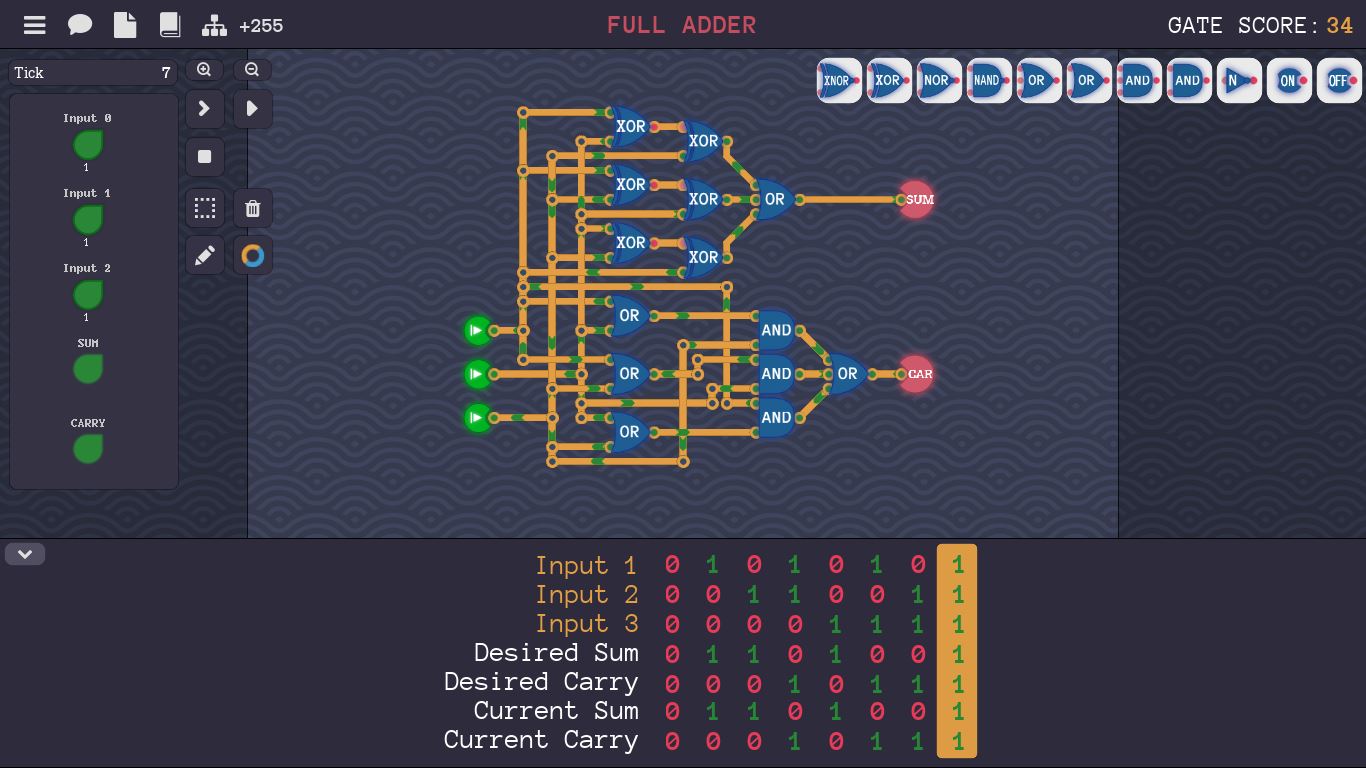 +255 FULL ADDER GATE SCORE: 34
Tick 7
XNOR XOR NOR NAND OR OR AND AND N ON OFF
Input 0
1
Input 1
1
Input 2
1
SUM
CARRY
XOR
XOR
XOR
XOR
OR
SUM
XOR
XOR
OR
AND
OR
AND
OR
CAR
OR
AND
Input 1 0 1 0 1 0 1 0 1
Input 2 0 0 1 1 0 0 1 1
Input 3 0 0 0 0 1 1 1 1
Desired Sum 0 1 1 0 1 0 0 1
Desired Carry 0 0 0 1 0 1 1 1
Current Sum 0 1 1 0 1 0 0 1
Current Carry 0 0 0 1 0 1 1 1